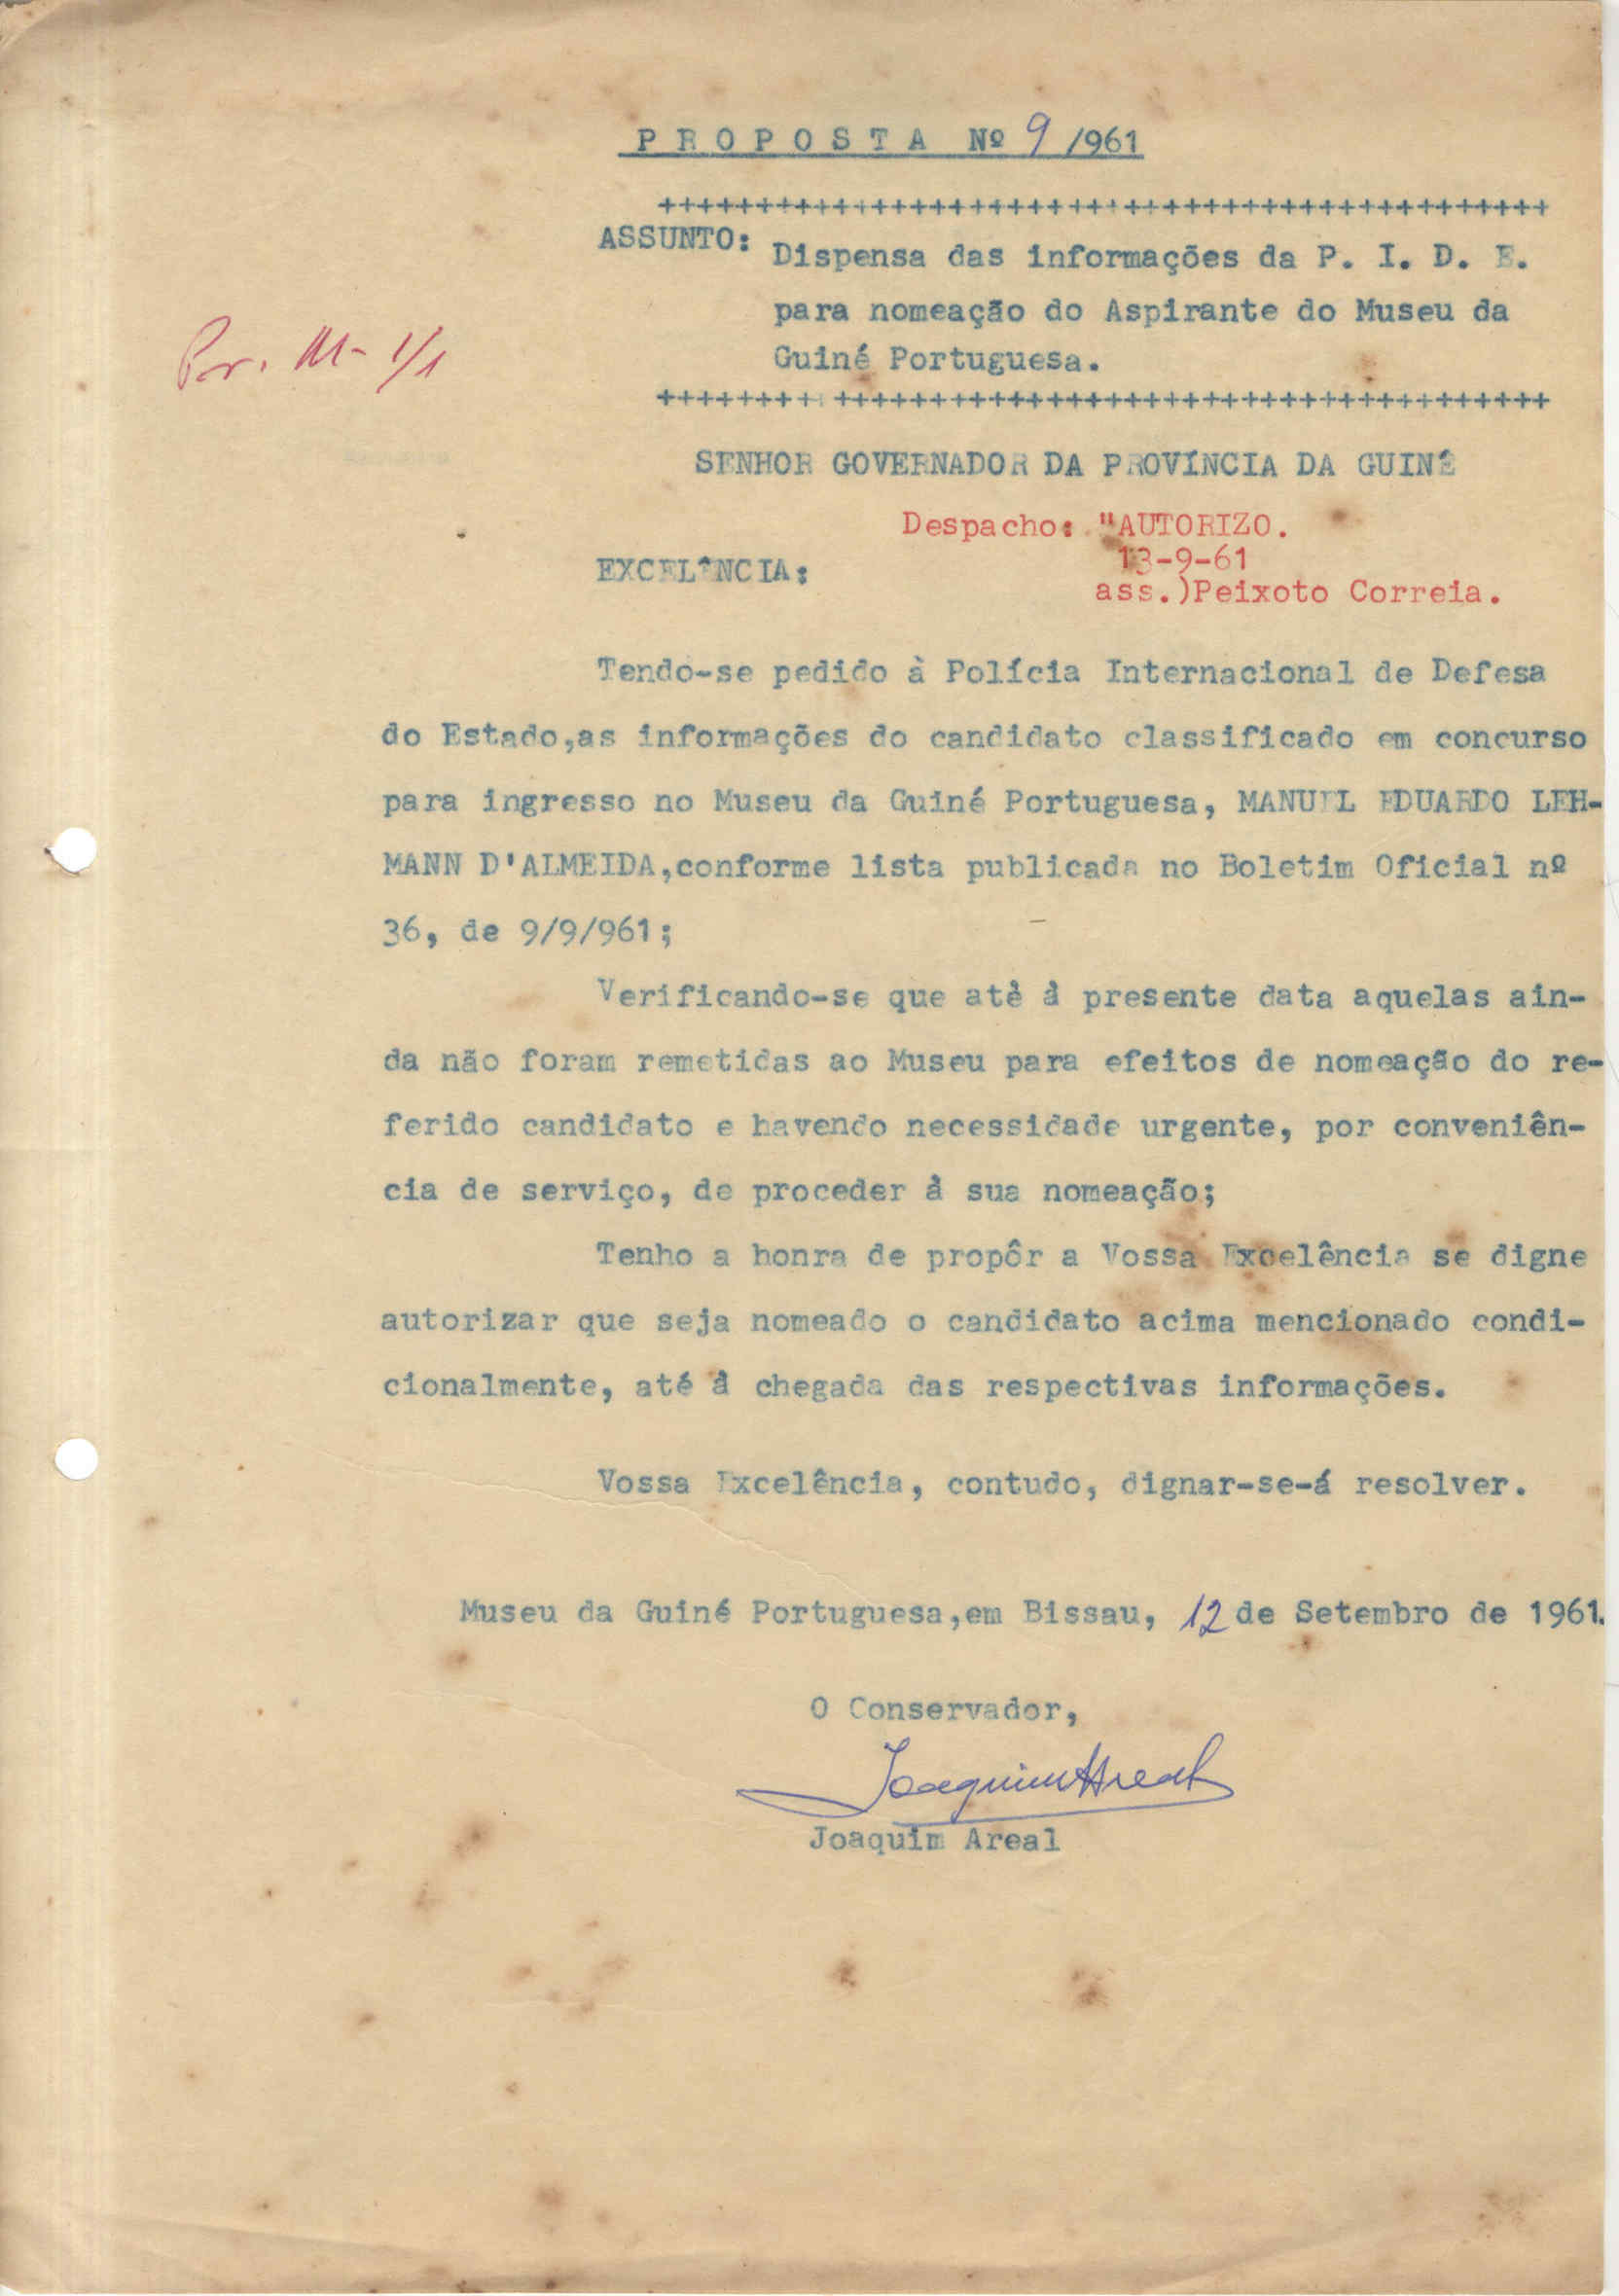 PROPOSTA Nº 9/961
++++++++++++++++++++++++++++++++++++++++++++++
ASSUNTO: Dispensa das informações da P. I. D. E.
para nomeação do Aspirante do Museu da
Guiné Portuguesa.
++++++++++++++++++++++++++++++++++++++++++++++
Pr. M- 1/1
SENHOR GOVERNADOR DA PROVÍNCIA DA GUINÉ
Despacho: "AUTORIZO.
13-9-61
EXCELÊNCIA:
ass.)Peixoto Correia.
Tendo-se pedido à Polícia Internacional de Defesa
do Estado,as informações do candidato classificado em concurso
para ingresso no Museu da Guiné Portuguesa, MANUEL EDUARDO LEH-
MANN D'ALMEIDA,conforme lista publicada no Boletim Oficial nº
36, de 9/9/961;
Verificando-se que atè à presente data aquelas ain-
da não foram remetidas ao Museu para efeitos de nomeação do re-
ferido candidato e havendo necessidade urgente, por conveniên-
cia de serviço, de proceder à sua nomeação;
Tenho a honra de propôr a Vossa Excelência se digne
autorizar que seja nomeado o candidato acima mencionado condi-
cionalmente, até à chegada das respectivas informações.
Vossa Excelência, contudo, dignar-se-á resolver.
Museu da Guiné Portuguesa,em Bissau, 12 de Setembro de 1961.
O Conservador,
Joaquim Areal
Joaquim Areal